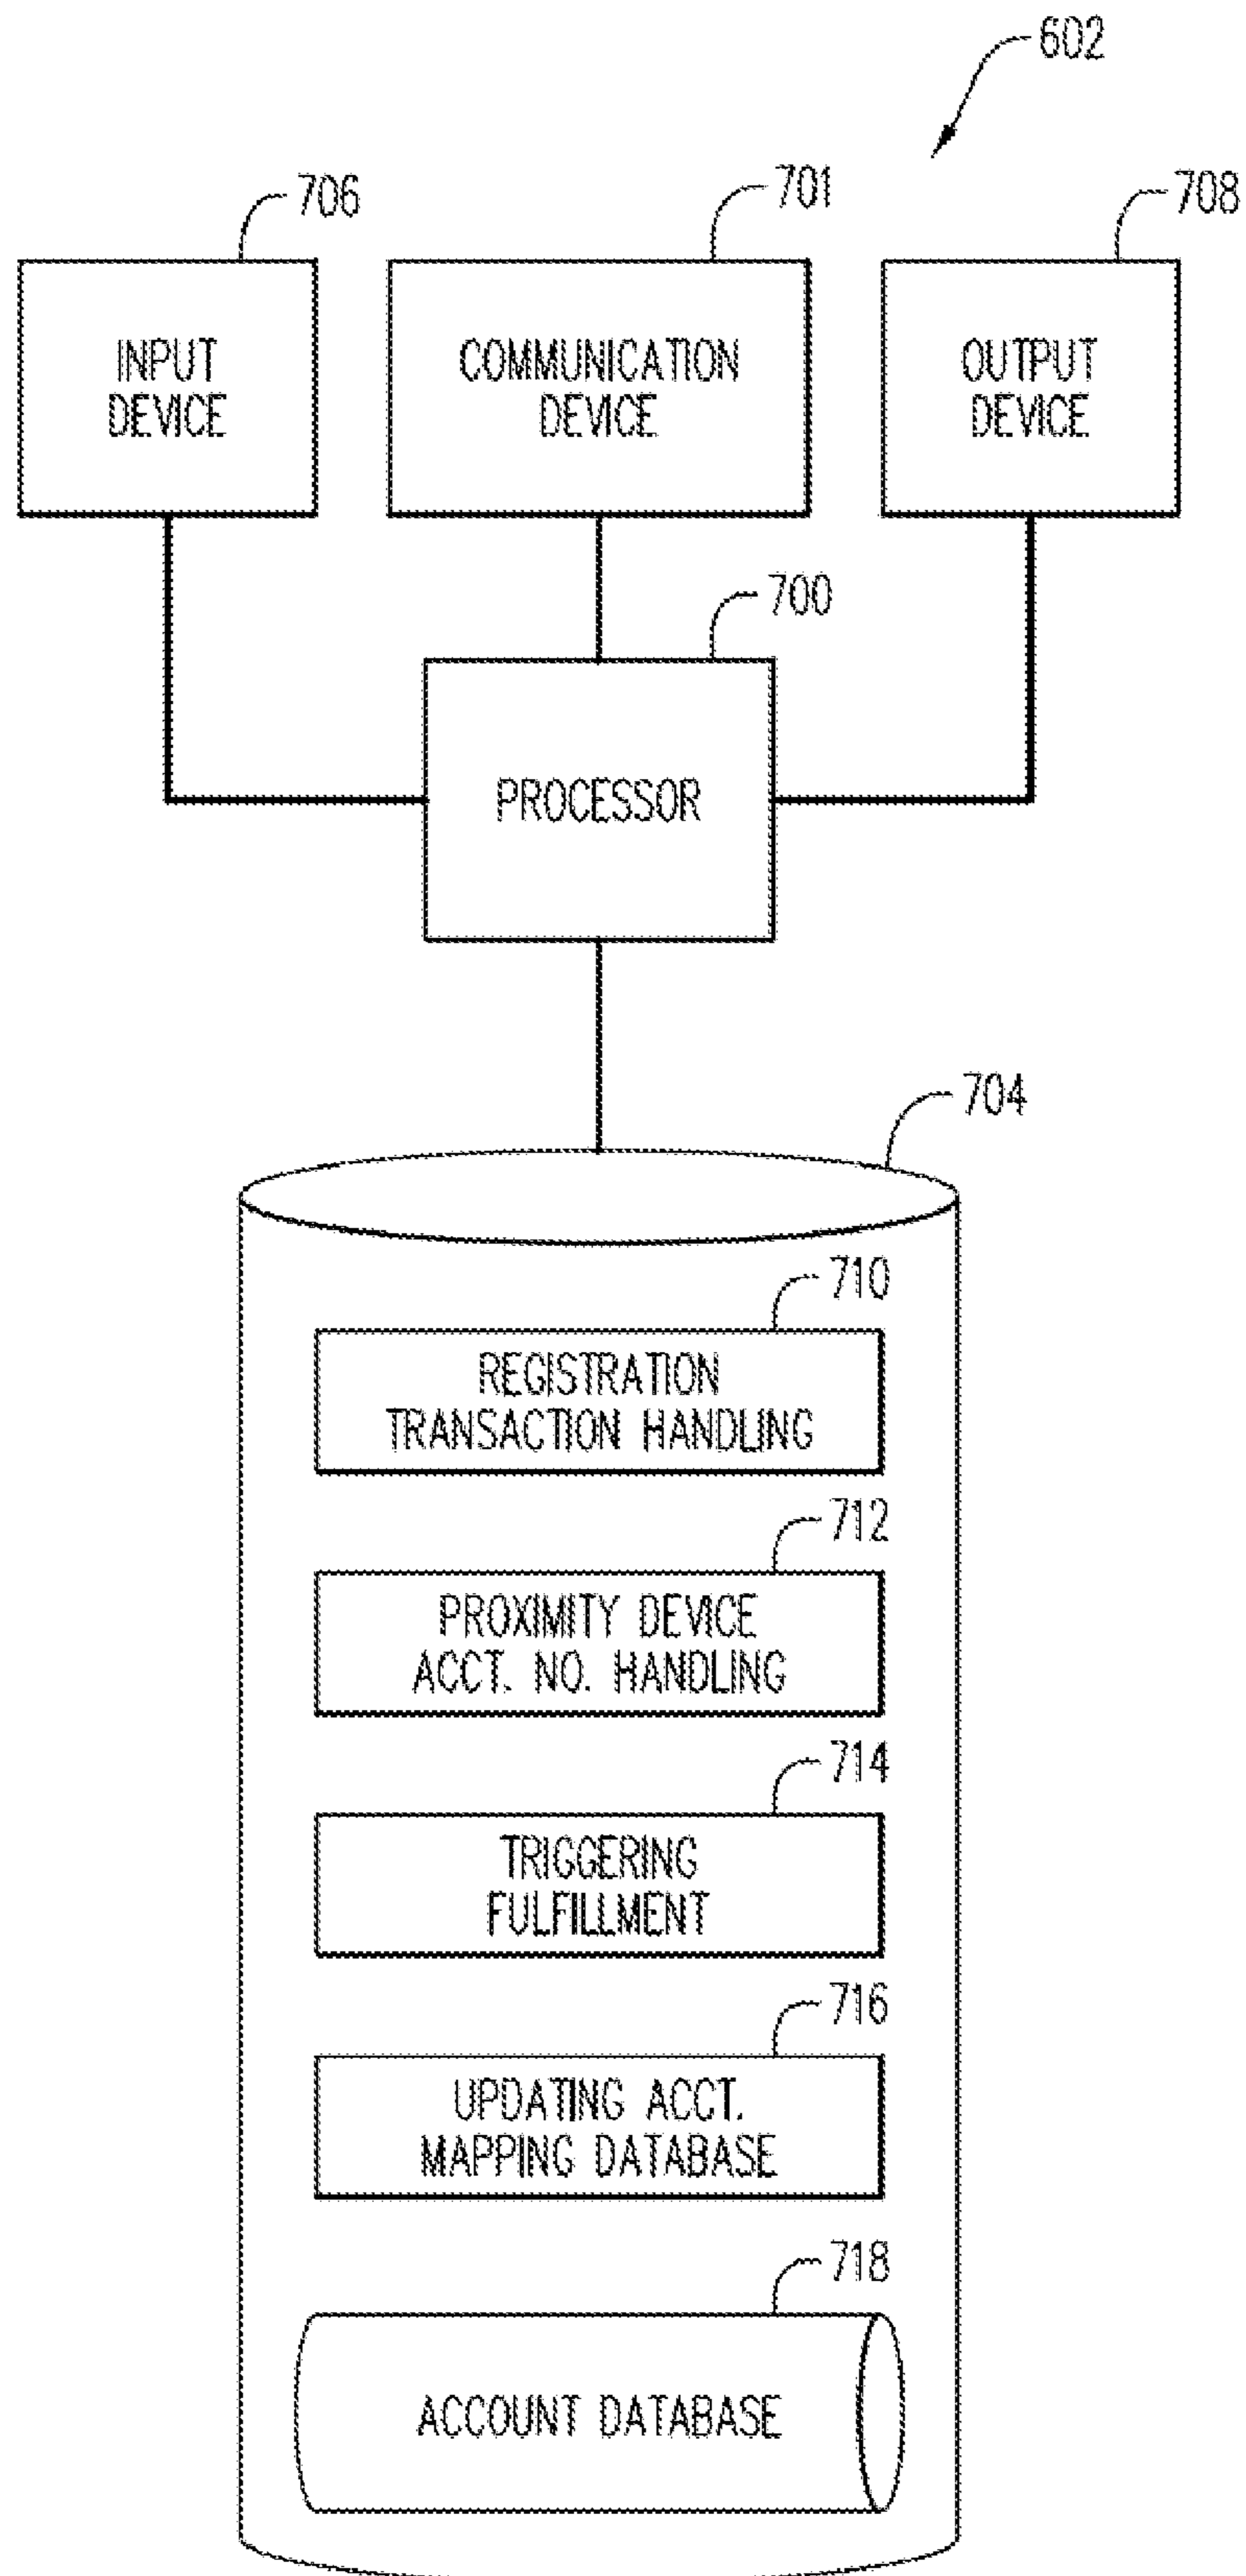 602
706
701
708
INPUT
DEVICE
COMMUNICATION
DEVICE
OUTPUT
DEVICE
700
PROCESSOR
704
710
REGISTRATION
TRANSACTION HANDLING
712
PROXIMITY DEVICE
ACCT. NO. HANDLING
714
TRIGGERING
FULFILLMENT
716
UPDATING ACCT.
MAPPING DATABASE
718
ACCOUNT DATABASE